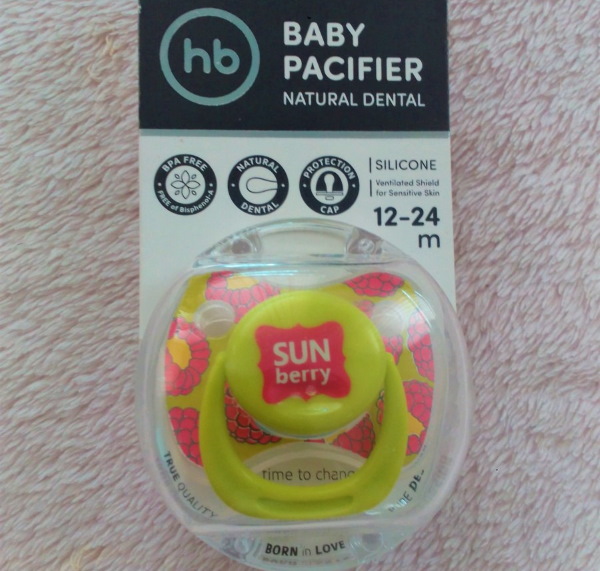 hb
BABY
PACIFIER
NATURAL DENTAL
BPA FREE
FREE of Bisphenol-A
NATURAL
DENTAL
PROTECTION
CAP
SILICONE
Ventilated Shield
for Sensitive Skin
12-24
m
SUN
berry
time to chang
TRUE QUALITY
BORN in LOVE